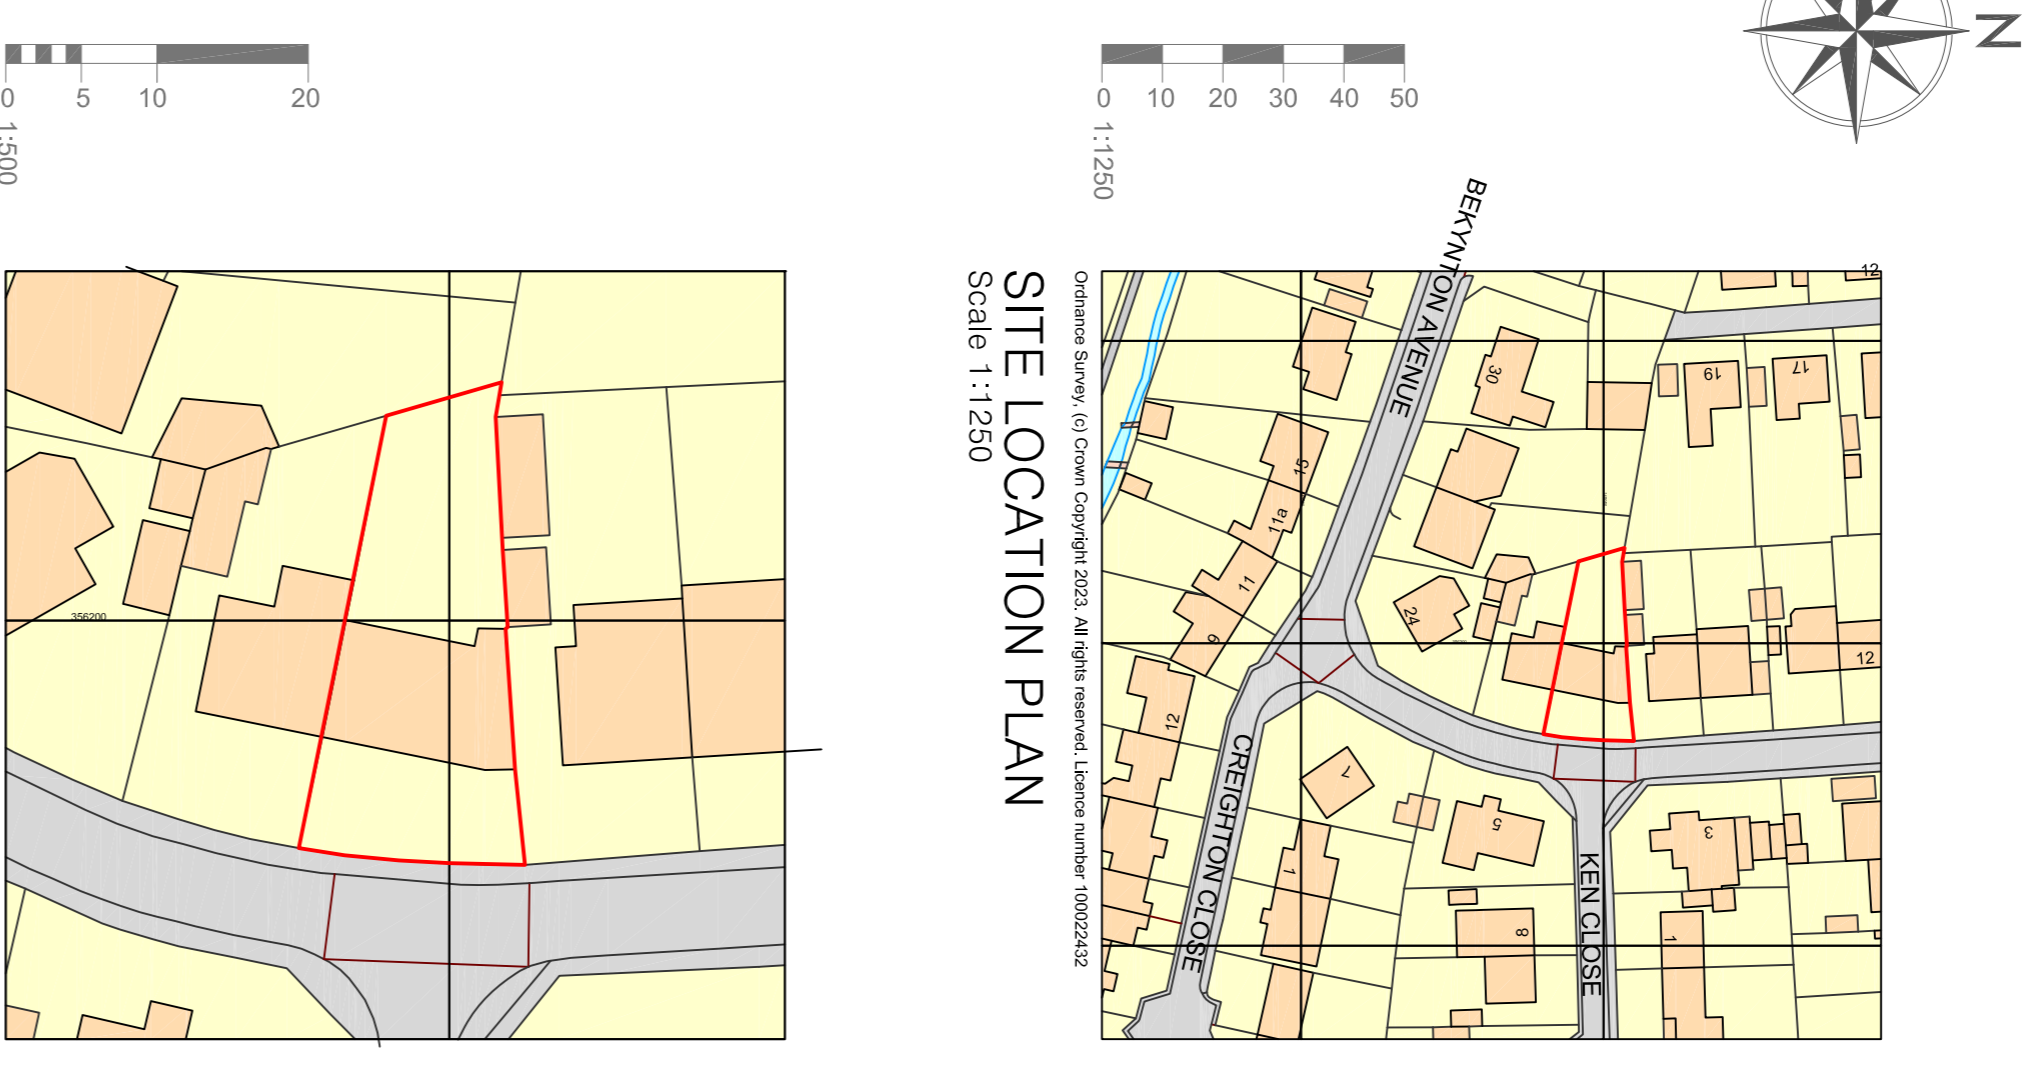 0 5 10 20
1:500
0 10 20 30 40 50
1:1250
N
356200
SITE LOCATION PLAN
Scale 1:1250
Ordnance Survey, (c) Crown Copyright 2023. All rights reserved. Licence number 100022432
BEKYNTON AVENUE
CREIGHTON CLOSE
KEN CLOSE
12
30
19
17
15
11a
11
9
24
12
12
7
5
3
1
8
1